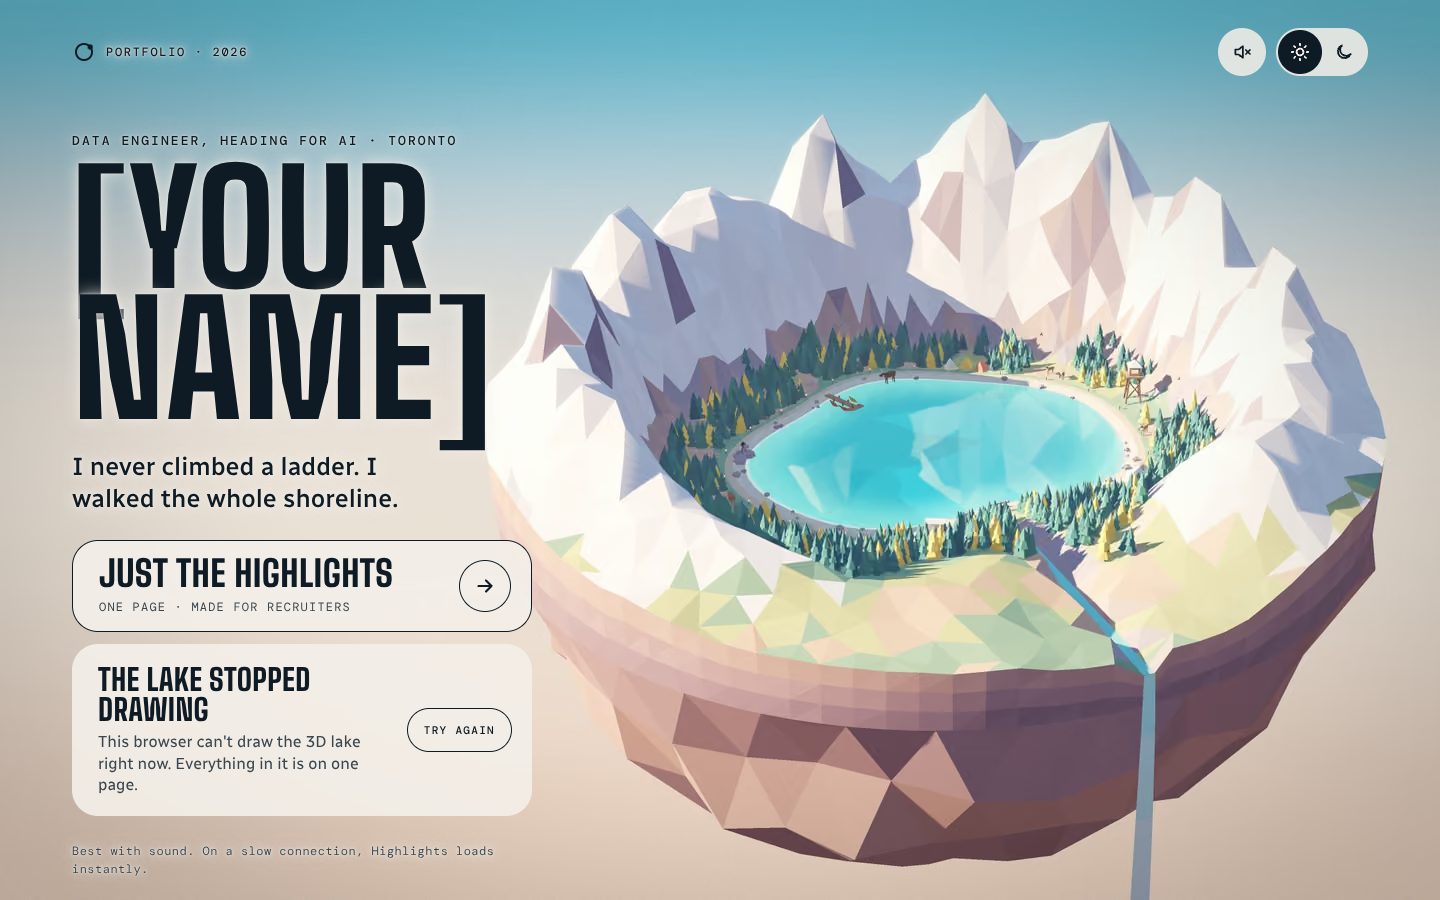 PORTFOLIO · 2026
DATA ENGINEER, HEADING FOR AI · TORONTO
[YOUR
NAME]
I never climbed a ladder. I
walked the whole shoreline.
JUST THE HIGHLIGHTS
ONE PAGE · MADE FOR RECRUITERS
THE LAKE STOPPED
DRAWING
This browser can't draw the 3D lake
right now. Everything in it is on one
page.
TRY AGAIN
Best with sound. On a slow connection, Highlights loads
instantly.